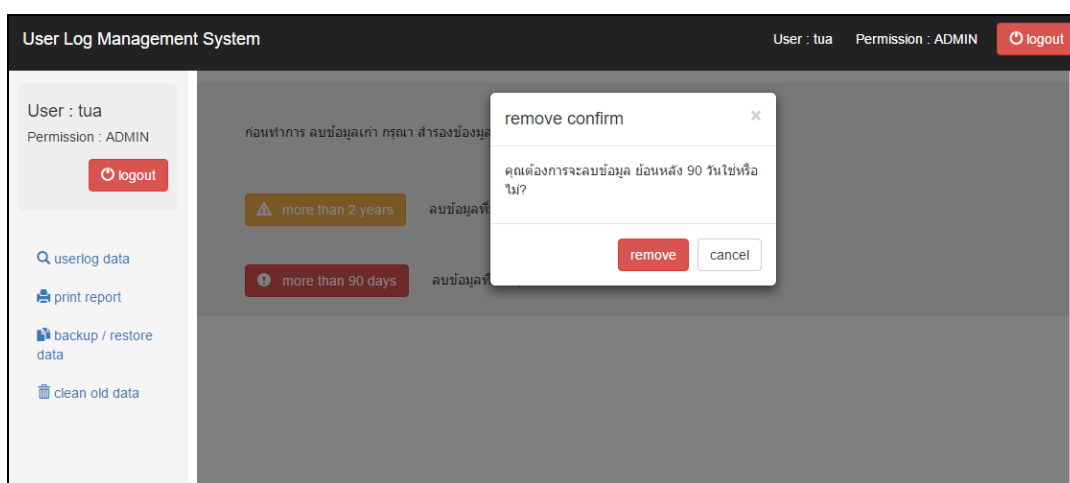 User Log Management System
User : tua
Permission : ADMIN
logout
User : tua
Permission : ADMIN
logout
userlog data
print report
backup / restore
data
clean old data
ก่อนทำการ ลบข้อมูลเก่า กรุณา สำรองข้องมูล
more than 2 years
ลบข้อมูลที่
more than 90 days
ลบข้อมูลที่
remove confirm
×
คุณต้องการจะลบข้อมูล ย้อนหลัง 90 วันใช่หรือ
ไม่?
remove
cancel